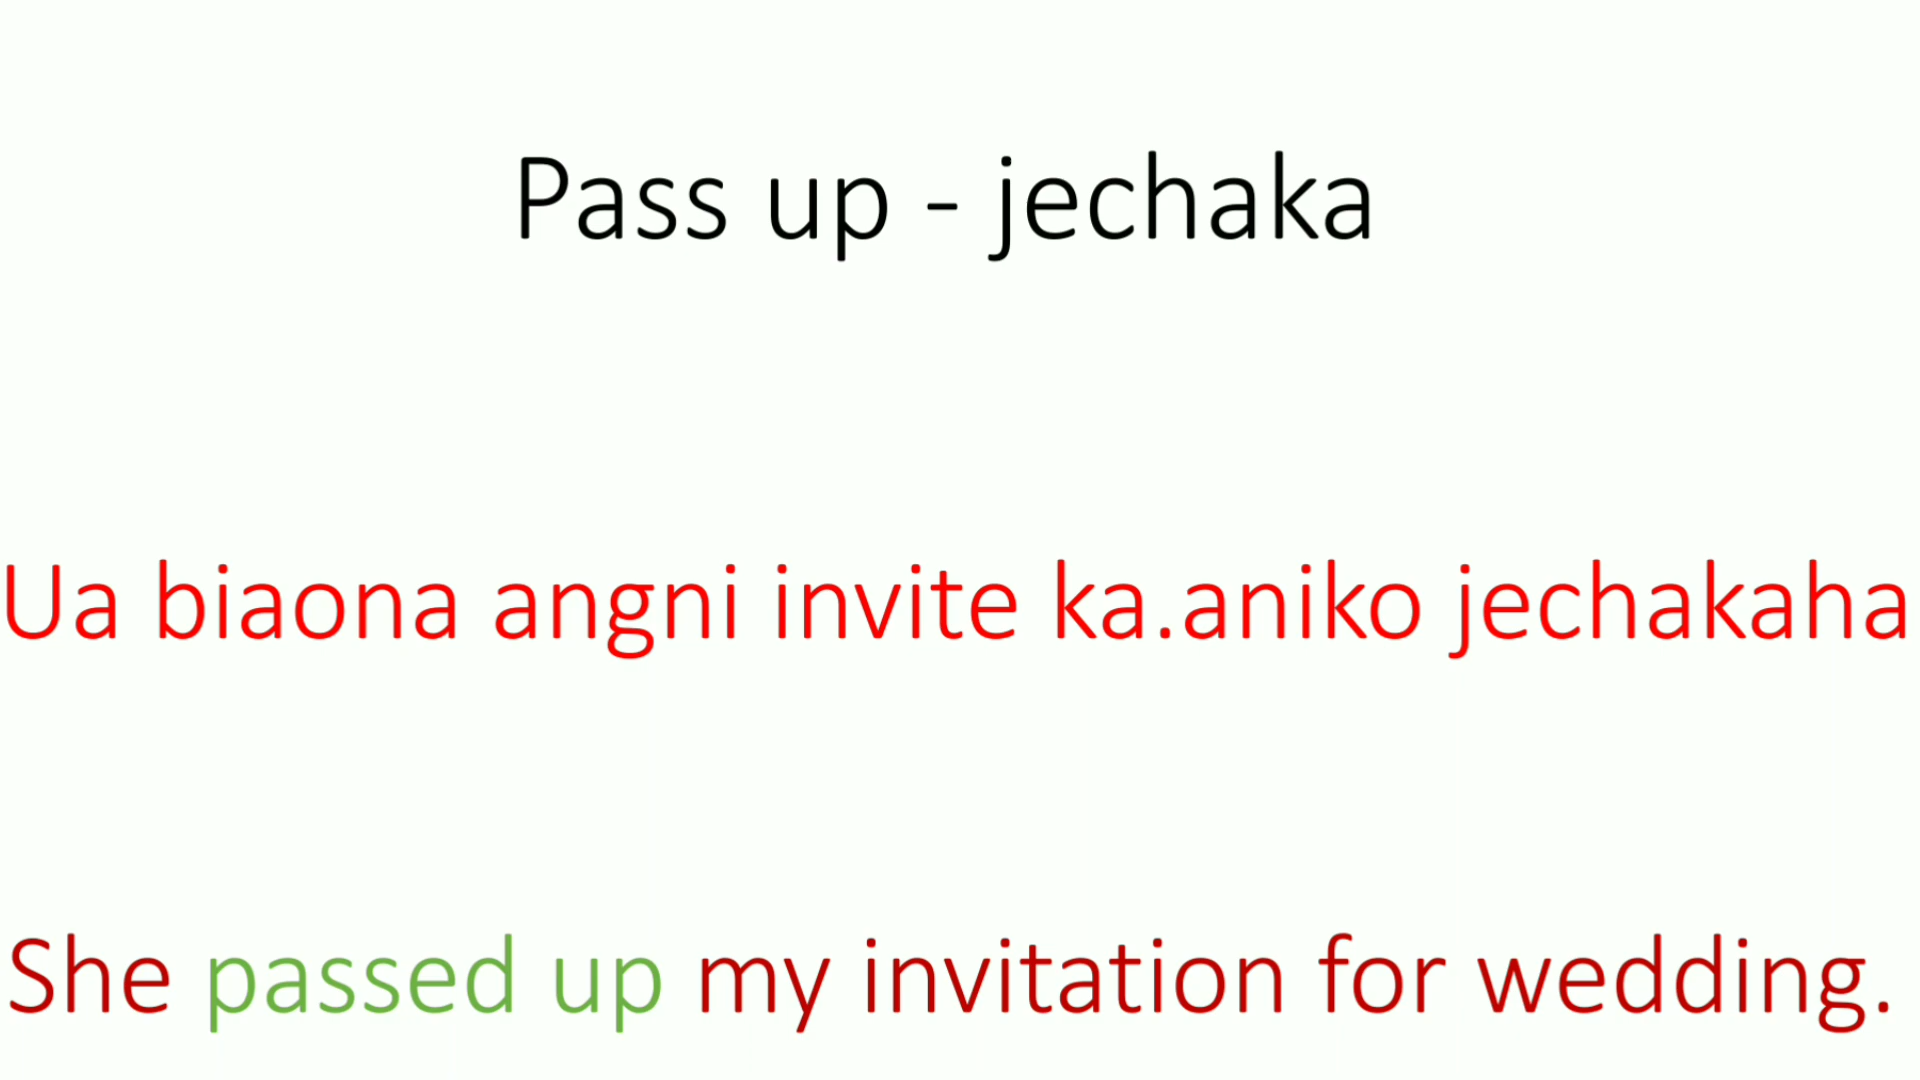 Pass up - jechaka
Ua biaona angni invite ka.aniko jechakaha
She passed up my invitation for wedding.